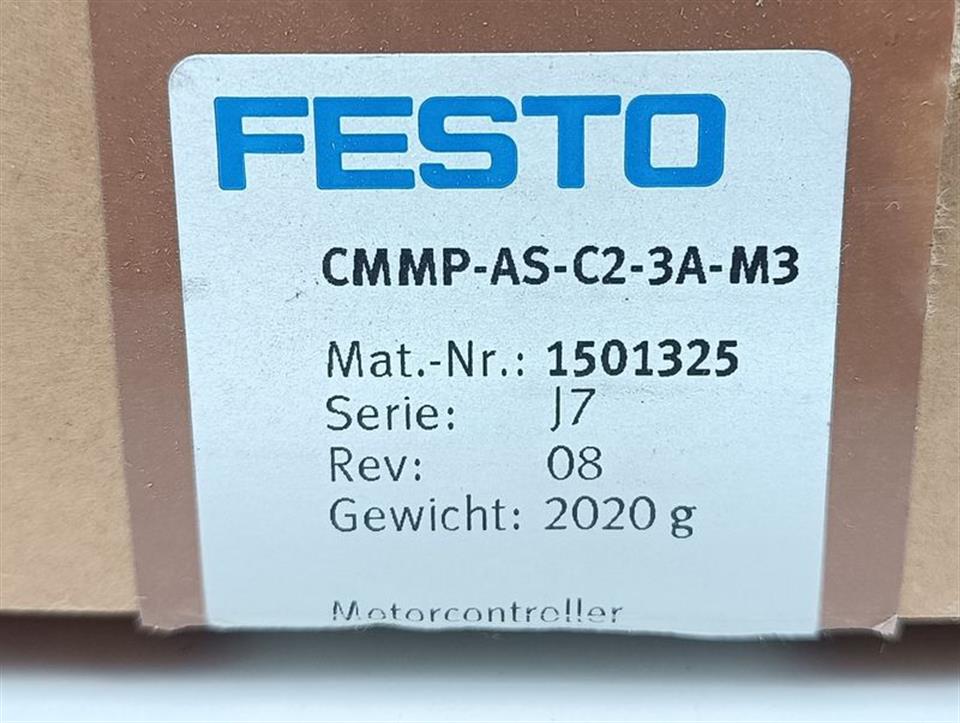 FESTO
CMMP-AS-C2-3A-M3
Mat.-Nr.: 1501325
Serie: J7
Rev: 08
Gewicht: 2020 g
Motorcontroller